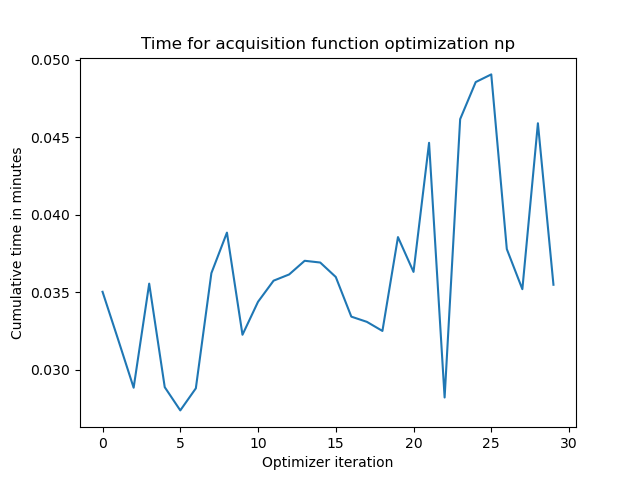 Time for acquisition function optimization np
0.050
0.045
0.040
0.035
0.030
Cumulative time in minutes
0 5 10 15 20 25 30
Optimizer iteration